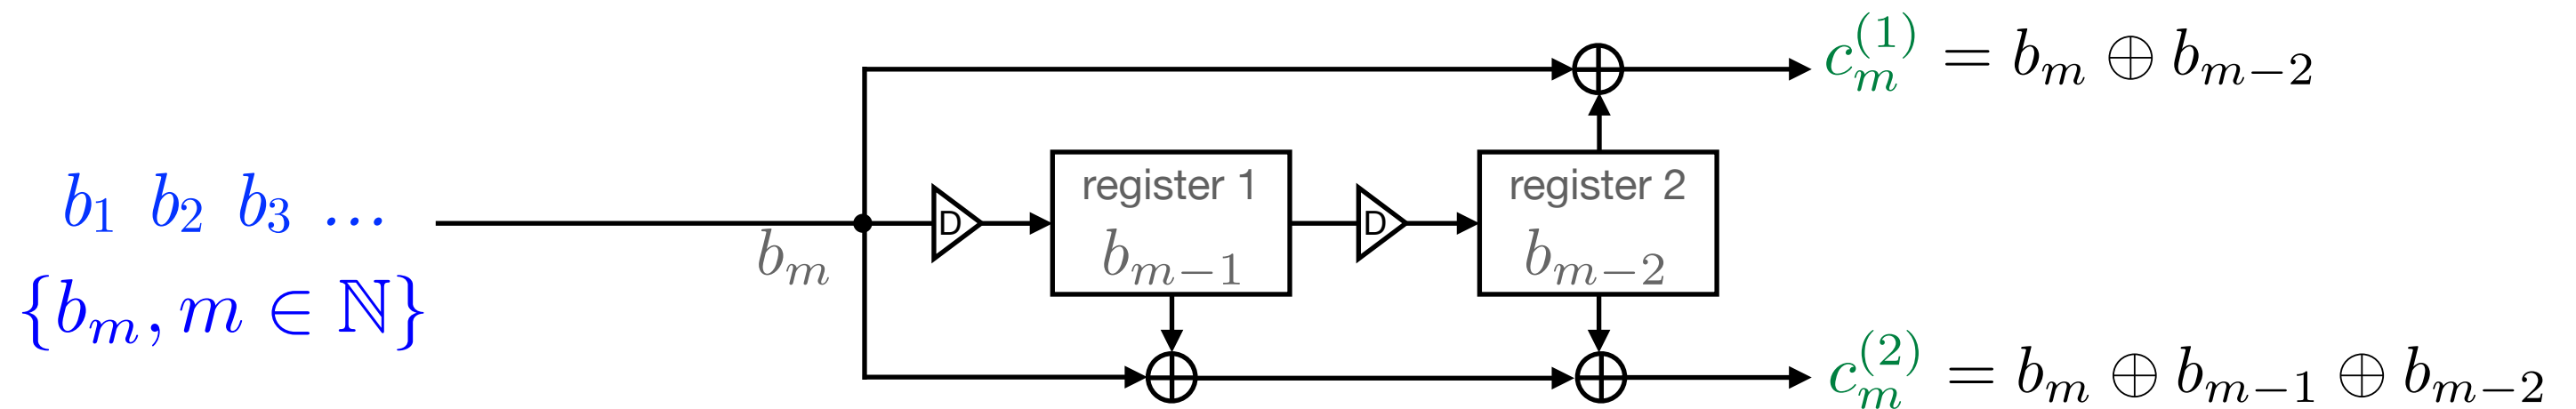 c_m^{(1)} = b_m ⊕ b_{m-2}
b_1 b_2 b_3 ...
{b_m, m ∈ ℕ}
b_m
D
register 1
b_{m-1}
D
register 2
b_{m-2}
c_m^{(2)} = b_m ⊕ b_{m-1} ⊕ b_{m-2}